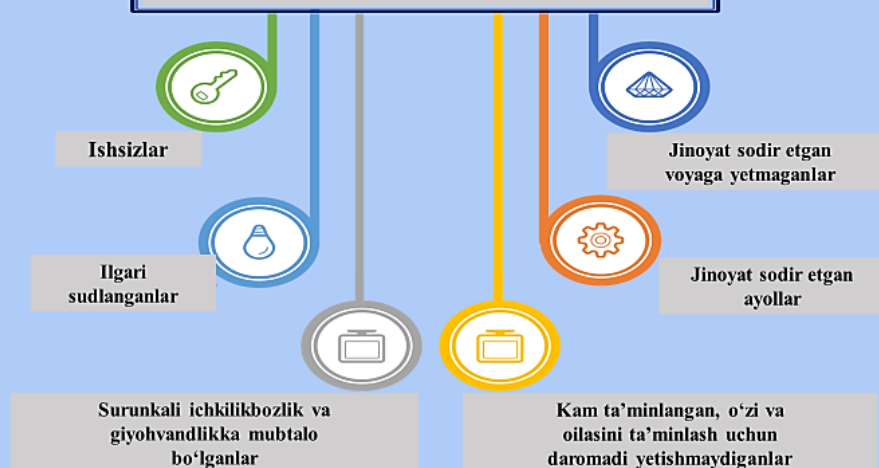 Ishsizlar
Jinoyat sodir etgan
voyaga yetmaganlar
Ilgari
sudlanganlar
Jinoyat sodir etgan
ayollar
Surunkali ichkilikbozlik va
giyohvandlikka mubtalo
bo‘lganlar
Kam ta’minlangan, o‘zi va
oilasini ta’minlash uchun
daromadi yetishmaydiganlar